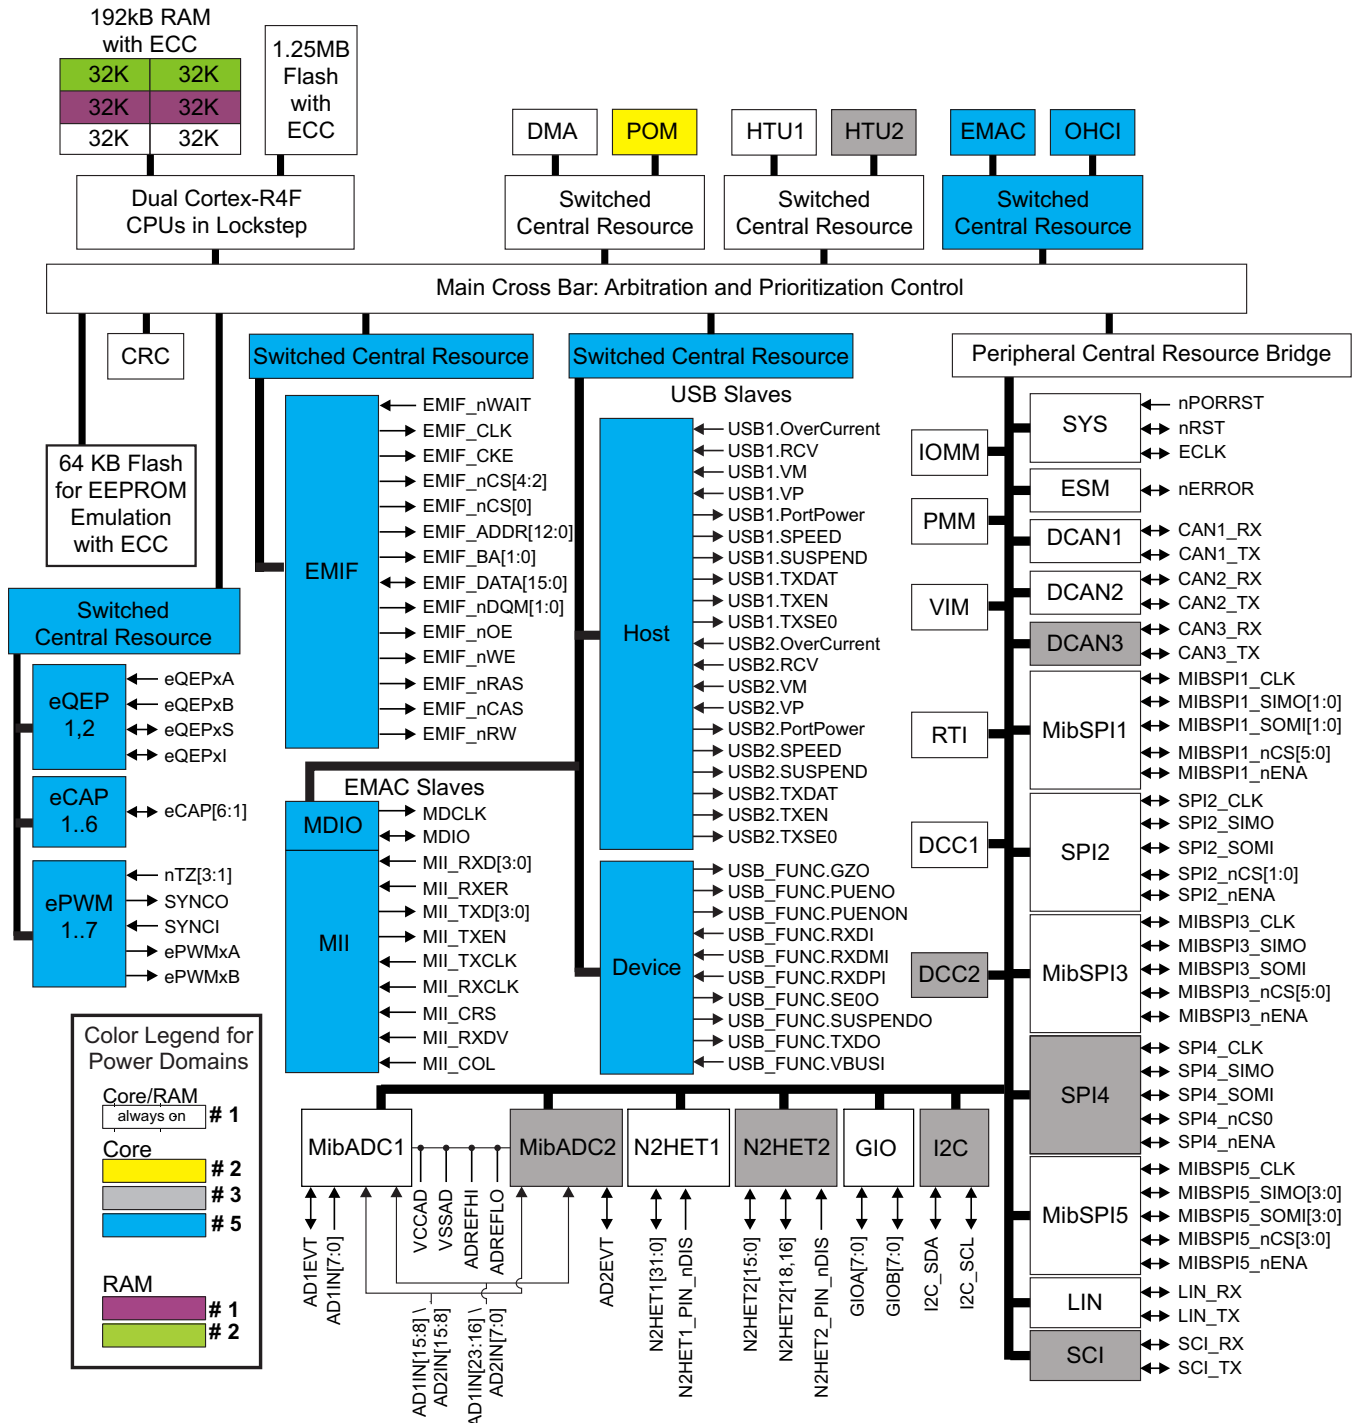 192kB RAM
with ECC
32K 32K
32K 32K
32K 32K
1.25MB
Flash
with
ECC
DMA
POM
HTU1
HTU2
EMAC
OHCI
Dual Cortex-R4F
CPUs in Lockstep
Switched
Central Resource
Switched
Central Resource
Switched
Central Resource
Main Cross Bar: Arbitration and Prioritization Control
CRC
Switched Central Resource
Switched Central Resource
Peripheral Central Resource Bridge
64 KB Flash
for EEPROM
Emulation
with ECC
Switched
Central Resource
eQEP
1,2
eQEPxA
eQEPxB
eQEPxS
eQEPxI
eCAP
1..6
eCAP[6:1]
ePWM
1..7
nTZ[3:1]
SYNCO
SYNCI
ePWMxA
ePWMxB
EMIF
EMIF_nWAIT
EMIF_CLK
EMIF_CKE
EMIF_nCS[4:2]
EMIF_nCS[0]
EMIF_ADDR[12:0]
EMIF_BA[1:0]
EMIF_DATA[15:0]
EMIF_nDQM[1:0]
EMIF_nOE
EMIF_nWE
EMIF_nRAS
EMIF_nCAS
EMIF_nRW
EMAC Slaves
MDIO
MDCLK
MDIO
MII
MII_RXD[3:0]
MII_RXER
MII_TXD[3:0]
MII_TXEN
MII_TXCLK
MII_RXCLK
MII_CRS
MII_RXDV
MII_COL
USB Slaves
Host
USB1.OverCurrent
USB1.RCV
USB1.VM
USB1.VP
USB1.PortPower
USB1.SPEED
USB1.SUSPEND
USB1.TXDAT
USB1.TXEN
USB1.TXSE0
USB2.OverCurrent
USB2.RCV
USB2.VM
USB2.VP
USB2.PortPower
USB2.SPEED
USB2.SUSPEND
USB2.TXDAT
USB2.TXEN
USB2.TXSE0
Device
USB_FUNC.GZO
USB_FUNC.PUENO
USB_FUNC.PUENON
USB_FUNC.RXDI
USB_FUNC.RXDMI
USB_FUNC.RXDPI
USB_FUNC.SE0O
USB_FUNC.SUSPENDO
USB_FUNC.TXDO
USB_FUNC.VBUSI
IOMM
PMM
VIM
RTI
DCC1
DCC2
SYS
nPORRST
nRST
ECLK
ESM
nERROR
DCAN1
CAN1_RX
CAN1_TX
DCAN2
CAN2_RX
CAN2_TX
DCAN3
CAN3_RX
CAN3_TX
MibSPI1
MIBSPI1_CLK
MIBSPI1_SIMO[1:0]
MIBSPI1_SOMI[1:0]
MIBSPI1_nCS[5:0]
MIBSPI1_nENA
SPI2
SPI2_CLK
SPI2_SIMO
SPI2_SOMI
SPI2_nCS[1:0]
SPI2_nENA
MibSPI3
MIBSPI3_CLK
MIBSPI3_SIMO
MIBSPI3_SOMI
MIBSPI3_nCS[5:0]
MIBSPI3_nENA
SPI4
SPI4_CLK
SPI4_SIMO
SPI4_SOMI
SPI4_nCS0
SPI4_nENA
MibSPI5
MIBSPI5_CLK
MIBSPI5_SIMO[3:0]
MIBSPI5_SOMI[3:0]
MIBSPI5_nCS[3:0]
MIBSPI5_nENA
LIN
LIN_RX
LIN_TX
SCI
SCI_RX
SCI_TX
MibADC1
MibADC2
N2HET1
N2HET2
GIO
I2C
AD1EVT
AD1IN[7:0]
VCCAD
VSSAD
ADREFHI
ADREFLO
AD1IN[15:8] \
AD2IN[15:8]
AD1IN[23:16] \
AD2IN[7:0]
AD2EVT
N2HET1[31:0]
N2HET1_PIN_nDIS
N2HET2[15:0]
N2HET2[18,16]
N2HET2_PIN_nDIS
GIOA[7:0]
GIOB[7:0]
I2C_SDA
I2C_SCL
Color Legend for
Power Domains
Core/RAM
always on # 1
Core
# 2
# 3
# 5
RAM
# 1
# 2